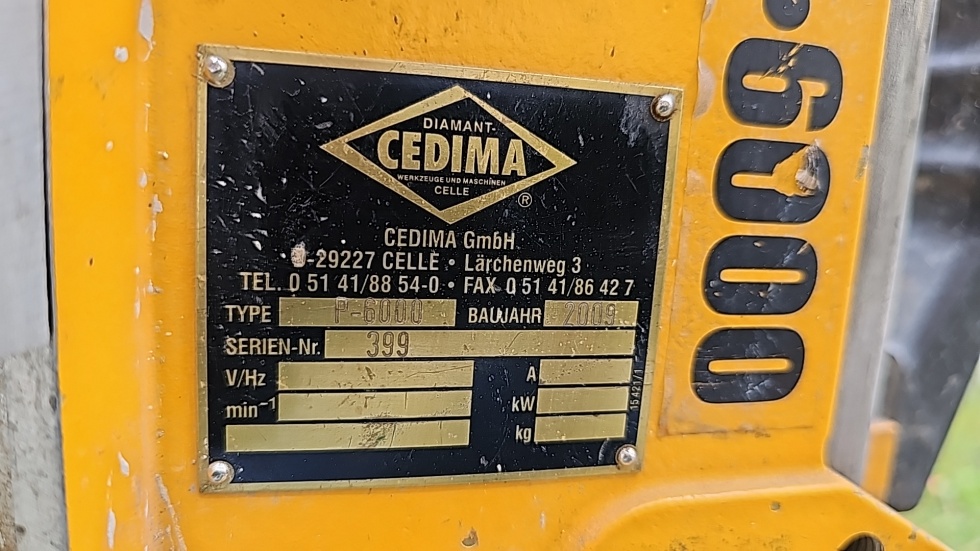 DIAMANT-
CEDIMA
WERKZEUGE UND MASCHINEN
CELLE
®
CEDIMA GmbH
-29227 CELLE • Lärchenweg 3
TEL. 0 51 41/88 54-0 • FAX 0 51 41/86 42 7
TYPE P-6000 BAUJAHR 2009
SERIEN-Nr. 399
V/Hz A
min⁻¹ kW
kg
15 421/1
6000